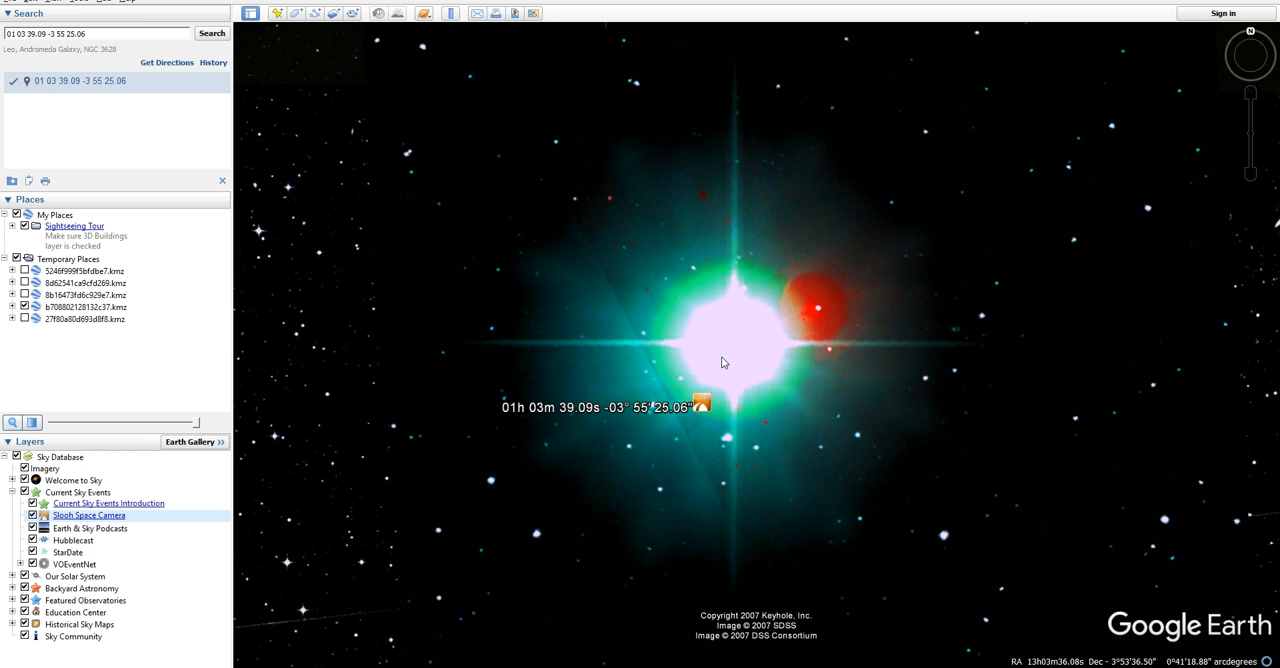 Search
01 03 39.09 -3 55 25.06
Search
Leo, Andromeda Galaxy, NGC 3628
Get Directions
History
01 03 39.09 -3 55 25.06
Places
My Places
Sightseeing Tour
Make sure 3D Buildings
layer is checked
Temporary Places
5246f999f5bfdbe7.kmz
8d62541ca9cfd269.kmz
8b16473fd6c929e7.kmz
b708802128132c37.kmz
27f80a80d693d8f8.kmz
Layers
Earth Gallery »
Sky Database
Imagery
Welcome to Sky
Current Sky Events
Current Sky Events Introduction
Slooh Space Camera
Earth & Sky Podcasts
Hubblecast
StarDate
VOEventNet
Our Solar System
Backyard Astronomy
Featured Observatories
Education Center
Historical Sky Maps
Sky Community
Sign in
N
01h 03m 39.09s -03° 55' 25.06"
Copyright 2007 Keyhole, Inc.
Image © 2007 SDSS
Image © 2007 DSS Consortium
Google Earth
RA 13h03m36.08s Dec - 3°53'36.50" 0°41'18.88" arcdegrees